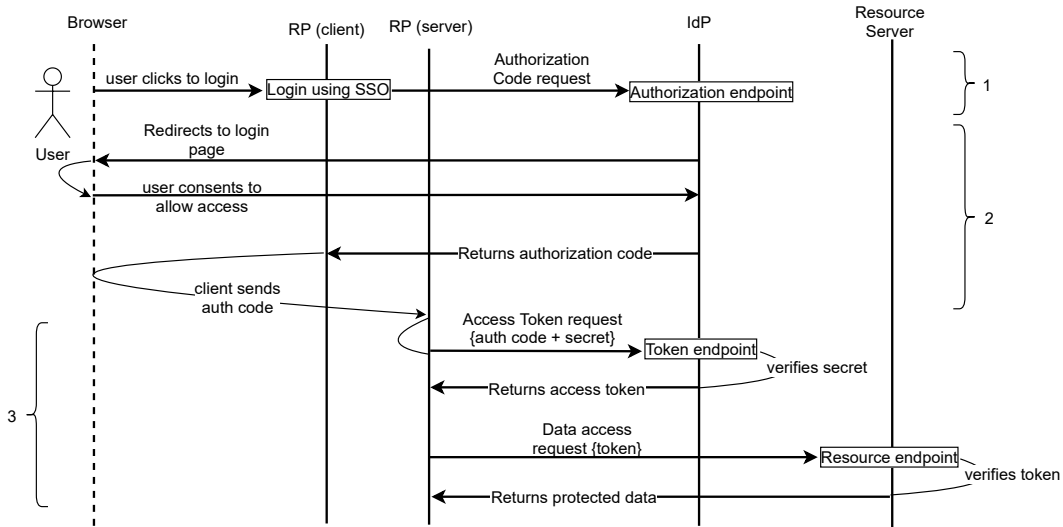 Browser
RP (client)
RP (server)
IdP
Resource
Server
user clicks to login
Login using SSO
Authorization
Code request
Authorization endpoint
1
User
Redirects to login
page
user consents to
allow access
2
Returns authorization code
client sends
auth code
Access Token request
{auth code + secret}
Token endpoint
verifies secret
Returns access token
3
Data access
request {token}
Resource endpoint
verifies token
Returns protected data